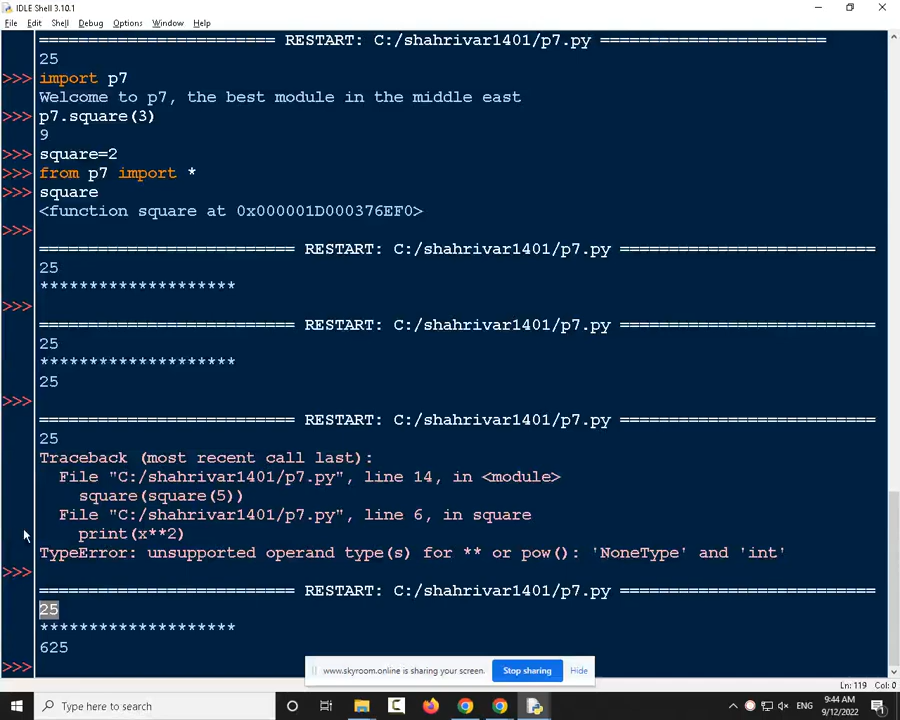 IDLE Shell 3.10.1
File Edit Shell Debug Options Window Help
======================== RESTART: C:/shahrivar1401/p7.py ========================
25
>>> import p7
Welcome to p7, the best module in the middle east
>>> p7.square(3)
9
>>> square=2
>>> from p7 import *
>>> square
<function square at 0x000001D000376EF0>
>>>
========================== RESTART: C:/shahrivar1401/p7.py ==========================
25
********************
>>>
========================== RESTART: C:/shahrivar1401/p7.py ==========================
25
********************
25
>>>
========================== RESTART: C:/shahrivar1401/p7.py ==========================
25
Traceback (most recent call last):
File "C:/shahrivar1401/p7.py", line 14, in <module>
square(square(5))
File "C:/shahrivar1401/p7.py", line 6, in square
print(x**2)
TypeError: unsupported operand type(s) for ** or pow(): 'NoneType' and 'int'
>>>
========================== RESTART: C:/shahrivar1401/p7.py ==========================
25
********************
625
>>>
www.skyroom.online is sharing your screen. Stop sharing Hide
Ln: 119 Col: 0
Type here to search
9:44 AM
9/12/2022
1